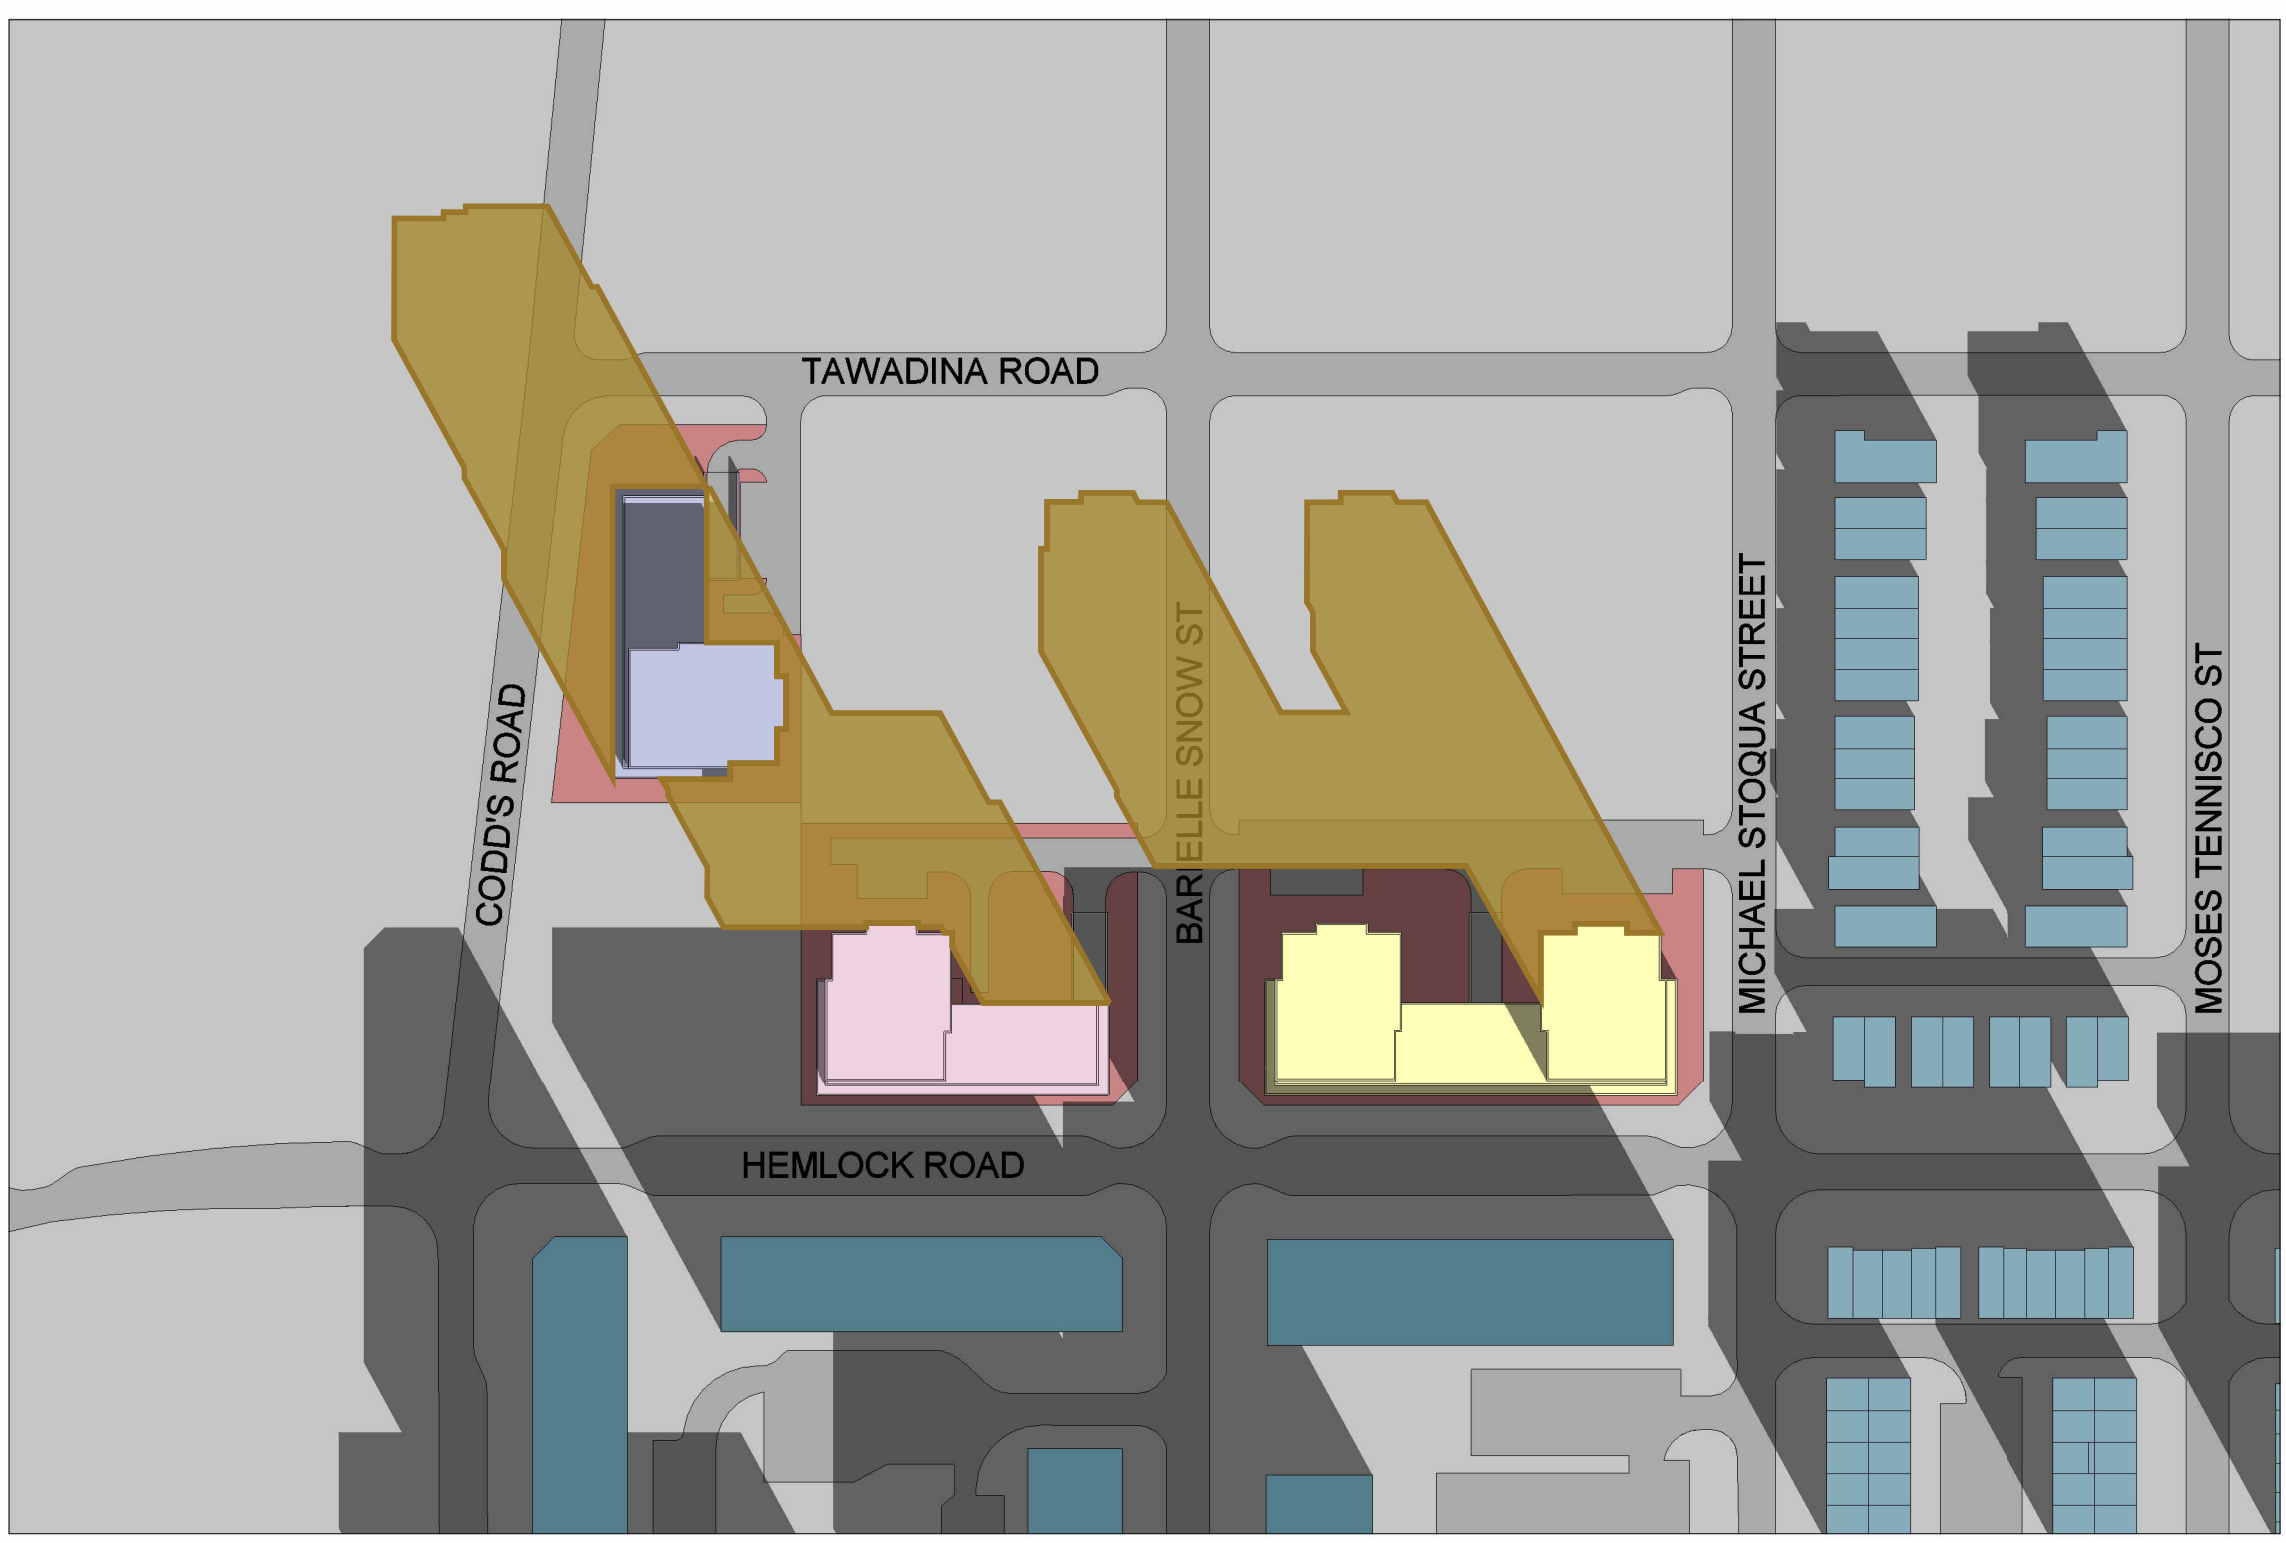 TAWADINA ROAD
CODD'S ROAD
BARIELLE SNOW ST
MICHAEL STOQUA STREET
MOSES TENNISCO ST
HEMLOCK ROAD